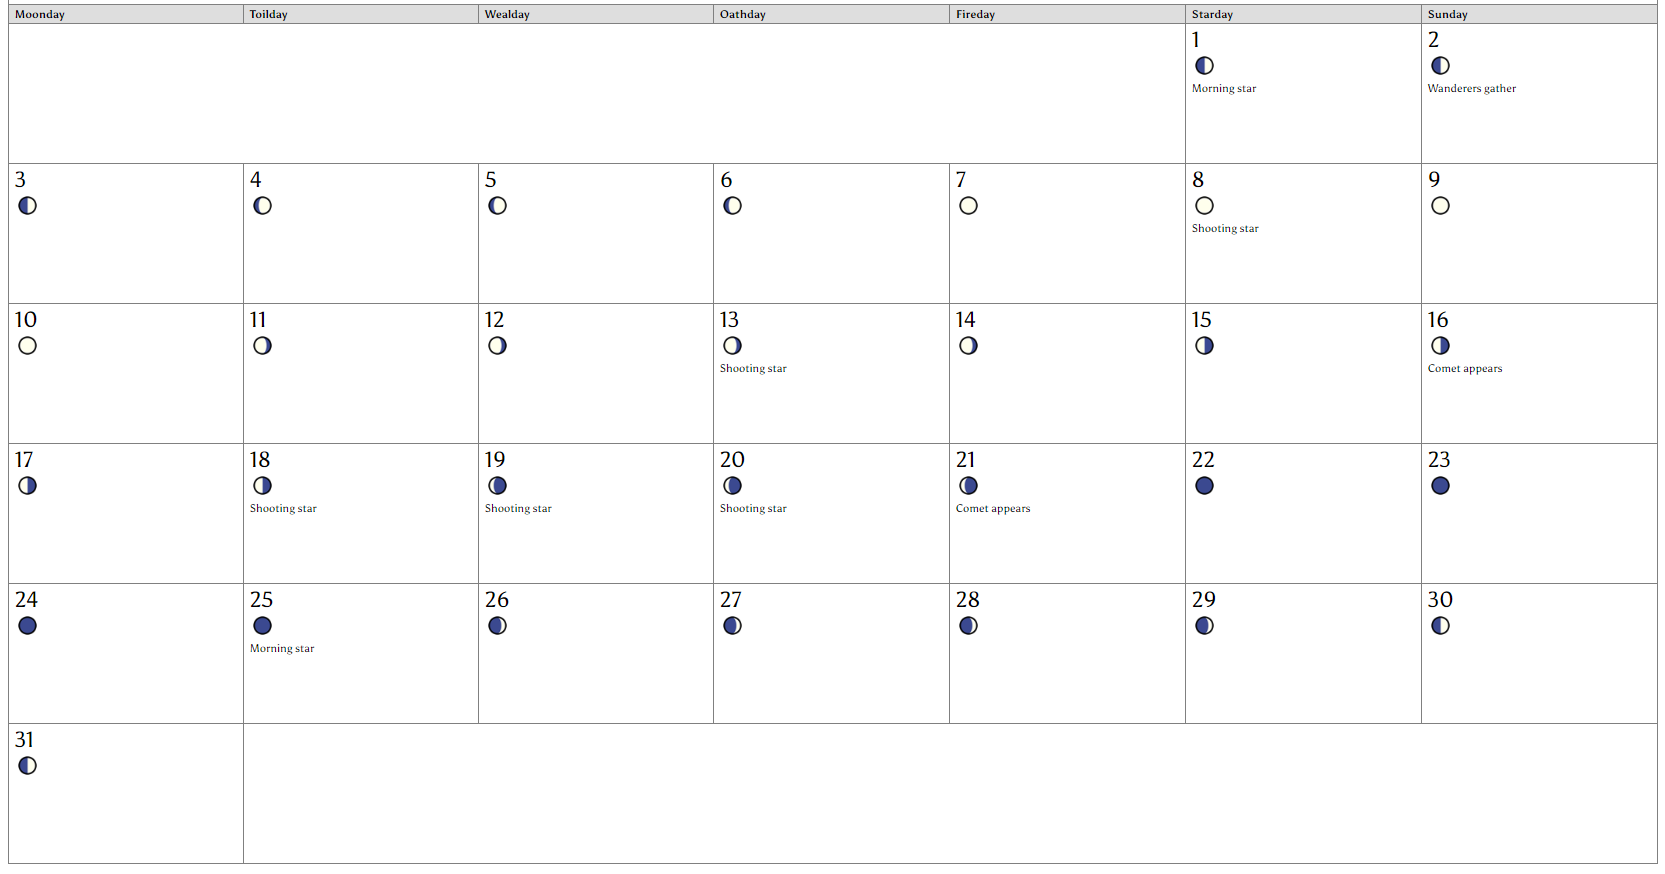 Moonday Toilday Wealday Oathday Fireday Starday Sunday
1 2
Morning star Wanderers gather
3 4 5 6 7 8 9
Shooting star
10 11 12 13 14 15 16
Shooting star Comet appears
17 18 19 20 21 22 23
Shooting star Shooting star Shooting star Comet appears
24 25 26 27 28 29 30
Morning star
31